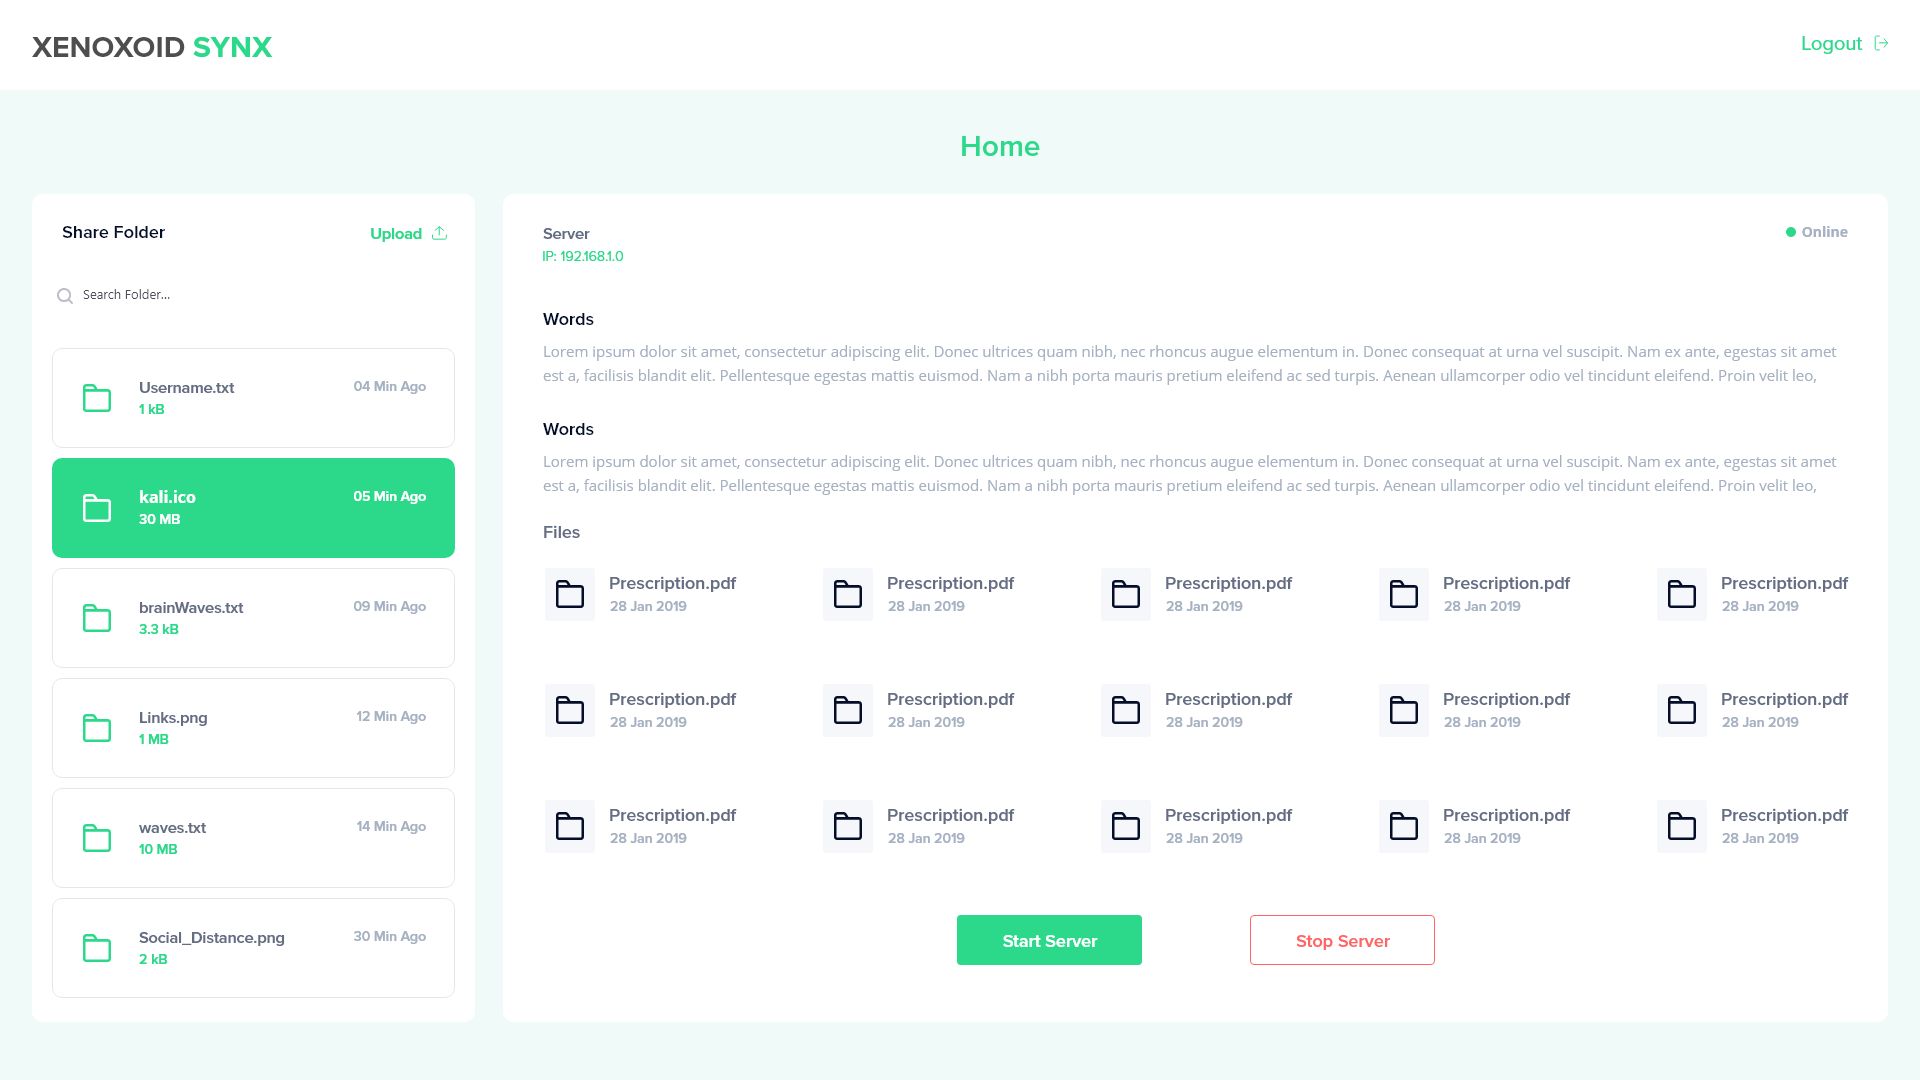 XENOXOID SYNX
Logout
Home
Share Folder
Upload
Search Folder...
Username.txt
04 Min Ago
1 kB
kali.ico
05 Min Ago
30 MB
brainWaves.txt
09 Min Ago
3.3 kB
Links.png
12 Min Ago
1 MB
waves.txt
14 Min Ago
10 MB
Social_Distance.png
30 Min Ago
2 kB
Server
Online
IP: 192.168.1.0
Words
Lorem ipsum dolor sit amet, consectetur adipiscing elit. Donec ultrices quam nibh, nec rhoncus augue elementum in. Donec consequat at urna vel suscipit. Nam ex ante, egestas sit amet
est a, facilisis blandit elit. Pellentesque egestas mattis euismod. Nam a nibh porta mauris pretium eleifend ac sed turpis. Aenean ullamcorper odio vel tincidunt eleifend. Proin velit leo,
Words
Lorem ipsum dolor sit amet, consectetur adipiscing elit. Donec ultrices quam nibh, nec rhoncus augue elementum in. Donec consequat at urna vel suscipit. Nam ex ante, egestas sit amet
est a, facilisis blandit elit. Pellentesque egestas mattis euismod. Nam a nibh porta mauris pretium eleifend ac sed turpis. Aenean ullamcorper odio vel tincidunt eleifend. Proin velit leo,
Files
Prescription.pdf Prescription.pdf Prescription.pdf Prescription.pdf Prescription.pdf
28 Jan 2019 28 Jan 2019 28 Jan 2019 28 Jan 2019 28 Jan 2019
Prescription.pdf Prescription.pdf Prescription.pdf Prescription.pdf Prescription.pdf
28 Jan 2019 28 Jan 2019 28 Jan 2019 28 Jan 2019 28 Jan 2019
Prescription.pdf Prescription.pdf Prescription.pdf Prescription.pdf Prescription.pdf
28 Jan 2019 28 Jan 2019 28 Jan 2019 28 Jan 2019 28 Jan 2019
Start Server
Stop Server